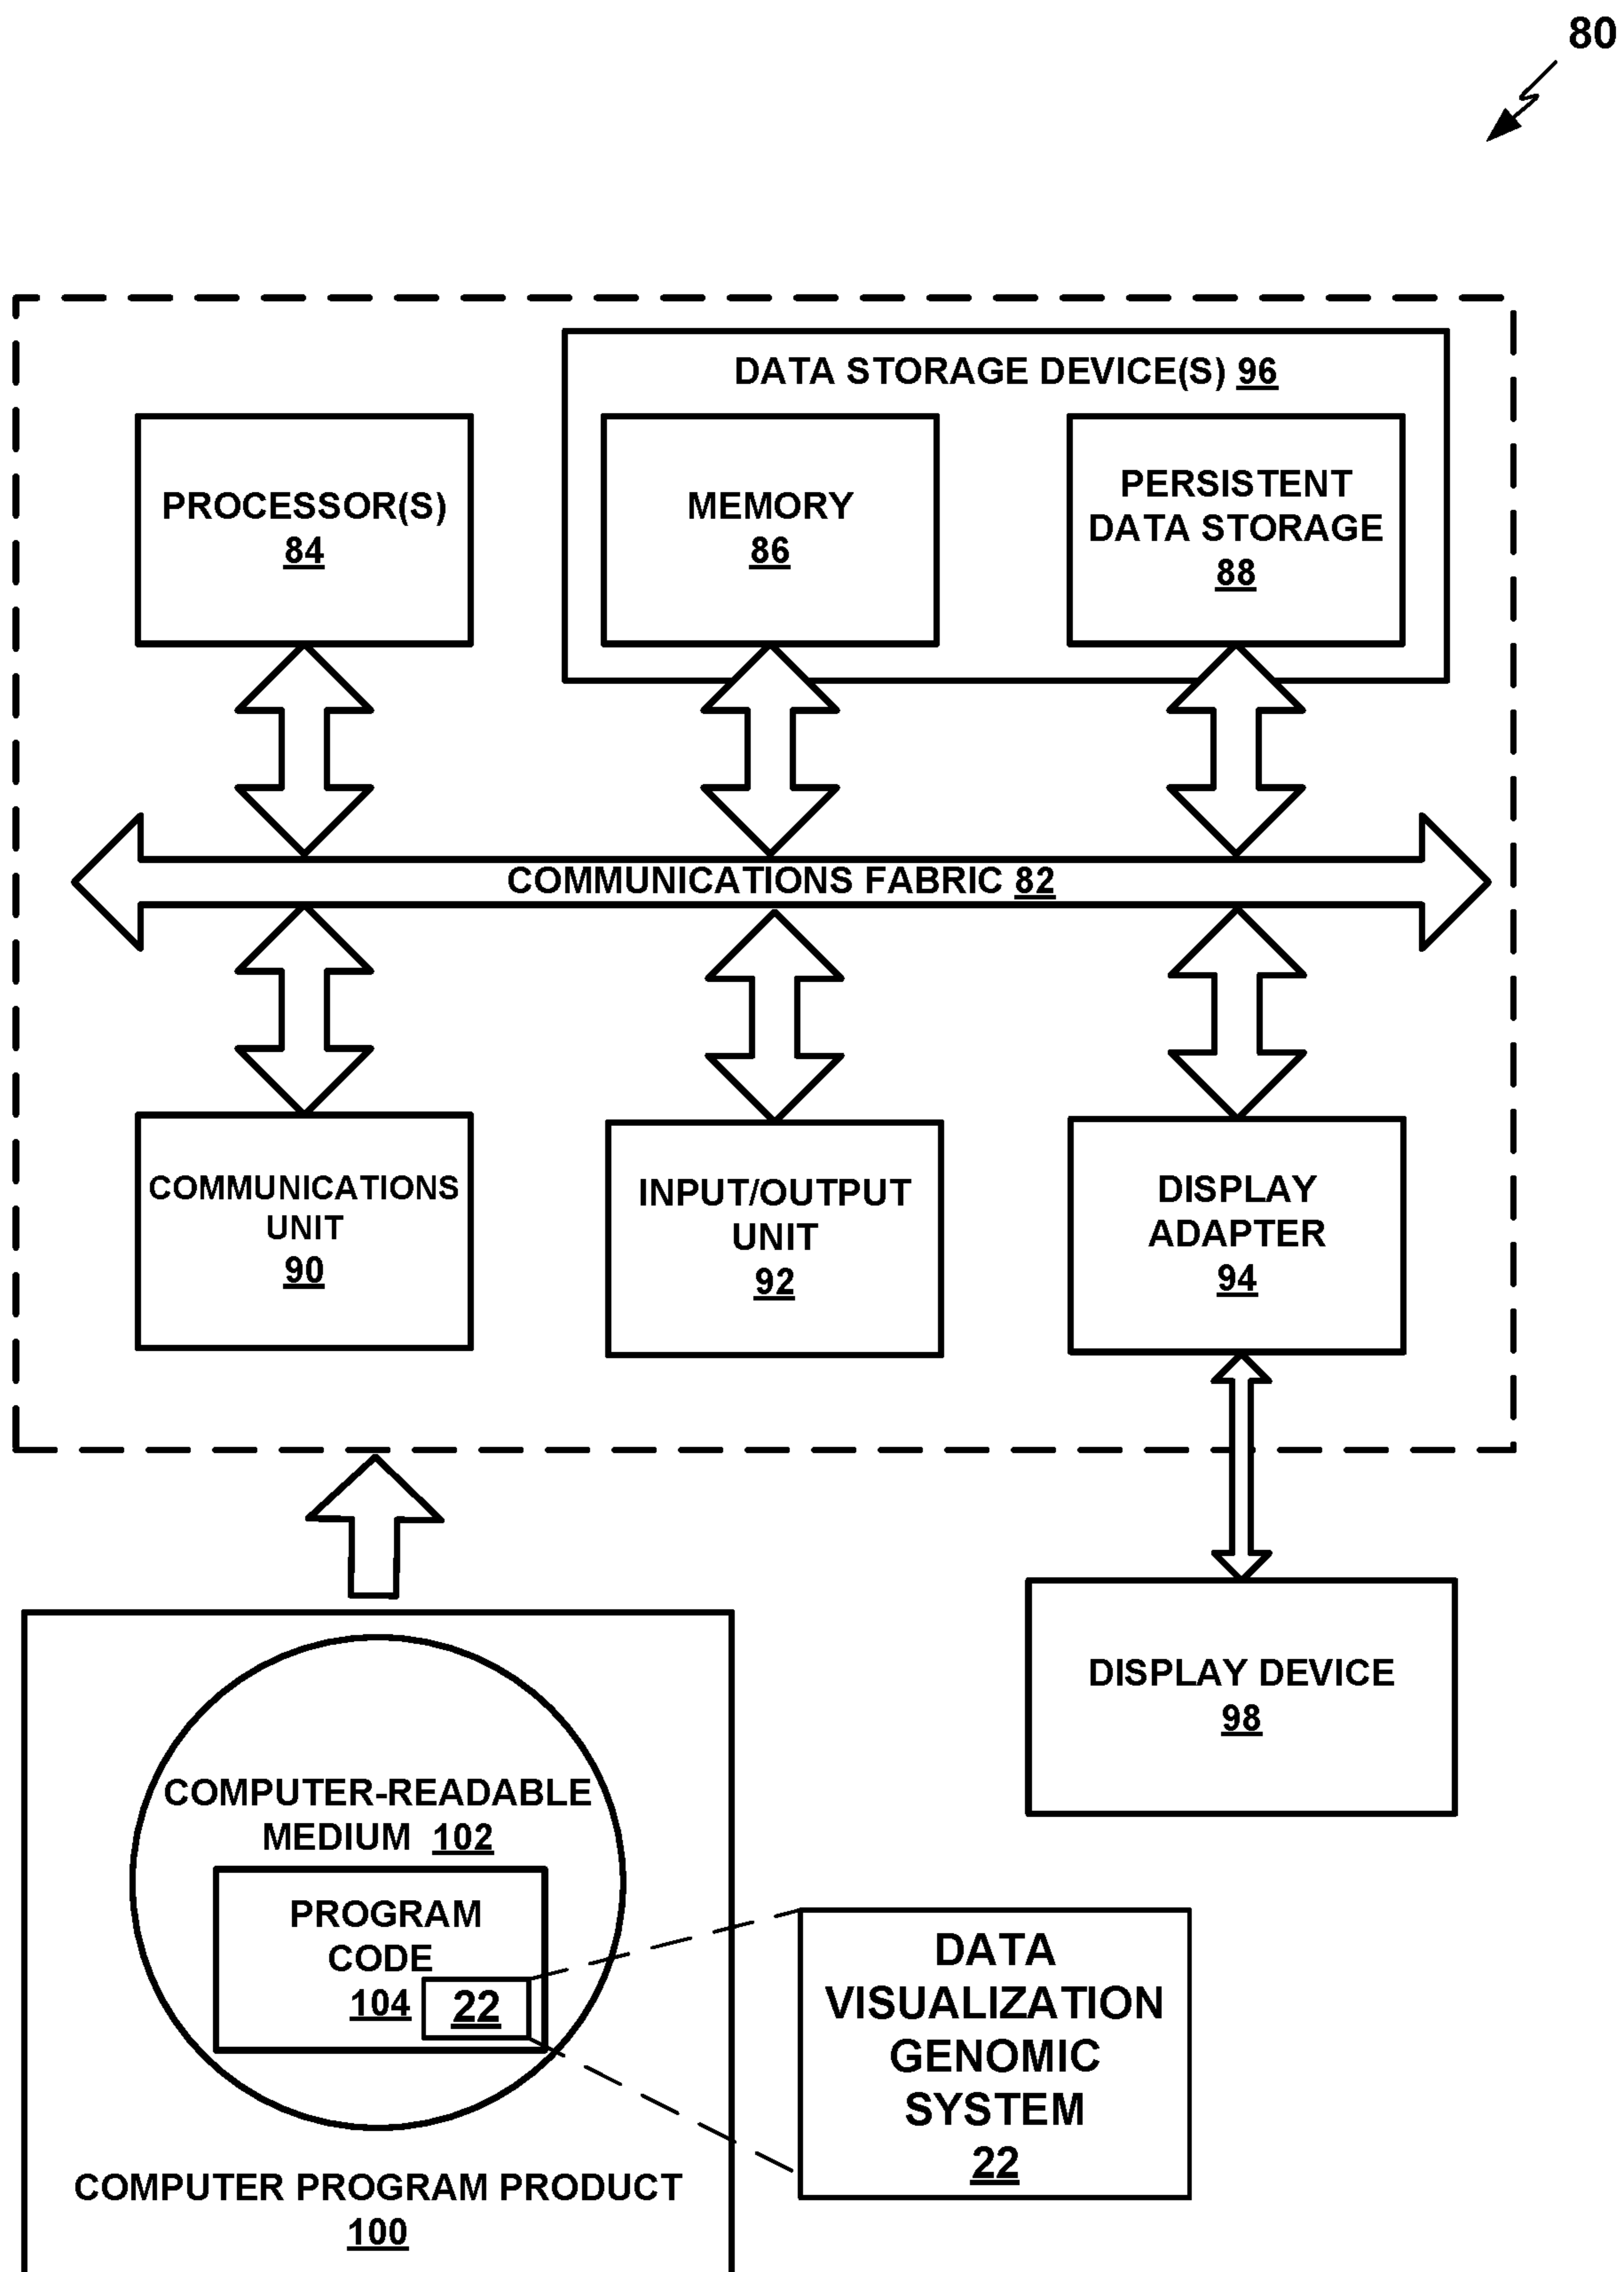 80
DATA STORAGE DEVICE(S) 96
PROCESSOR(S)
84
MEMORY
86
PERSISTENT
DATA STORAGE
88
COMMUNICATIONS FABRIC 82
COMMUNICATIONS
UNIT
90
INPUT/OUTPUT
UNIT
92
DISPLAY
ADAPTER
94
DISPLAY DEVICE
98
COMPUTER-READABLE
MEDIUM 102
PROGRAM
CODE
104
22
DATA
VISUALIZATION
GENOMIC
SYSTEM
22
COMPUTER PROGRAM PRODUCT
100